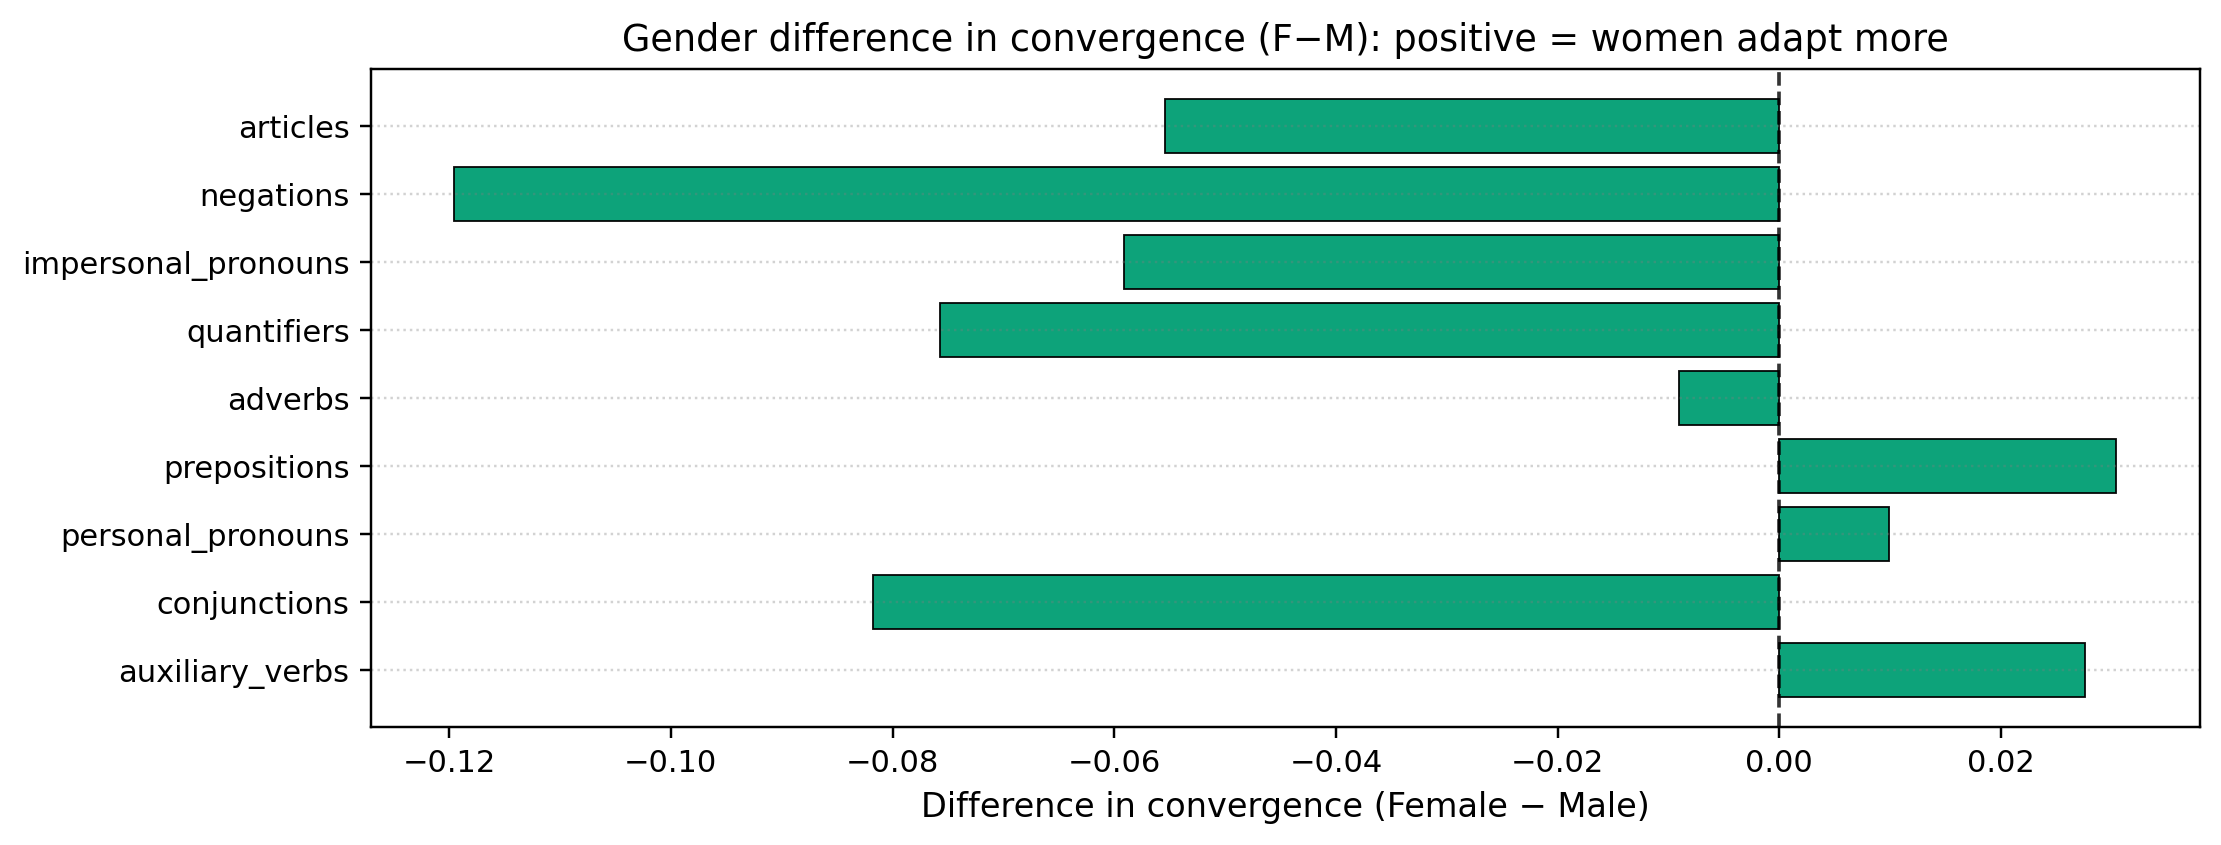 Gender difference in convergence (F−M): positive = women adapt more
articles
negations
impersonal_pronouns
quantifiers
adverbs
prepositions
personal_pronouns
conjunctions
auxiliary_verbs
−0.12 −0.10 −0.08 −0.06 −0.04 −0.02 0.00 0.02
Difference in convergence (Female − Male)